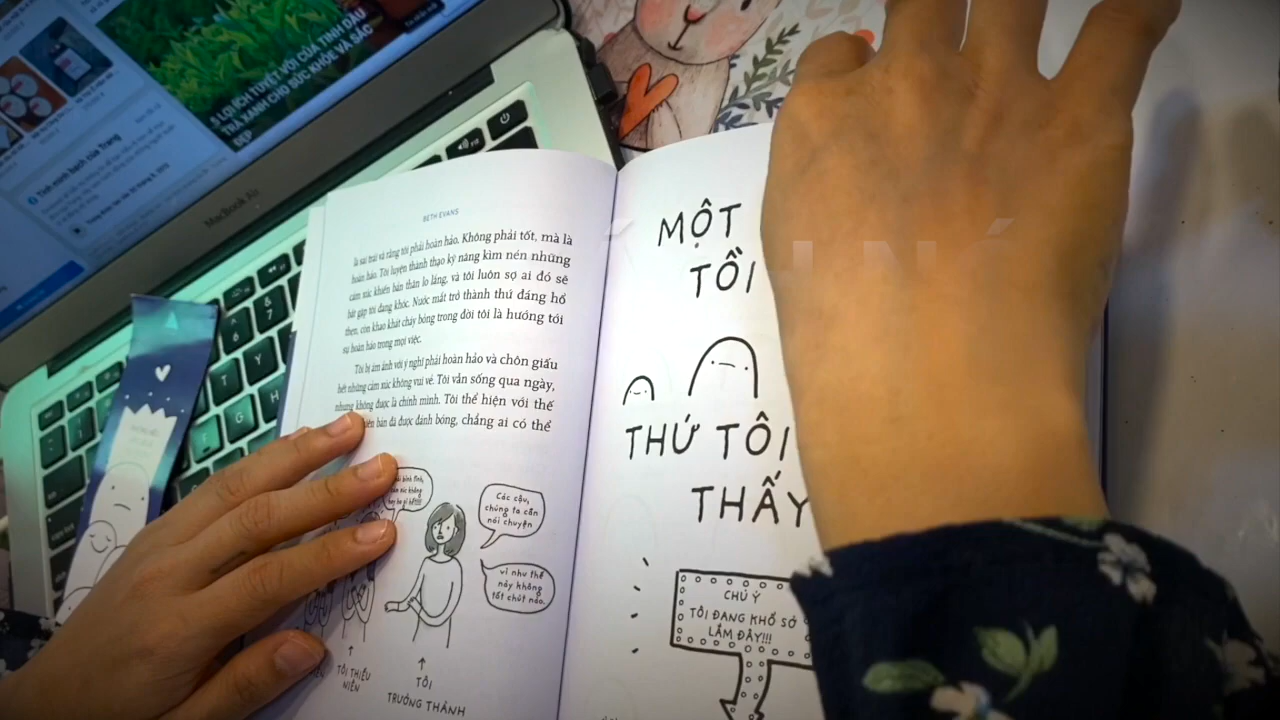 5 LỢI ÍCH TUYỆT VỜI CỦA TINH DẦU
TRÀ XANH CHO SỨC KHỎE VÀ SẮC
ĐẸP
Tính minh bạch của Trang
MacBook Air
BETH EVANS
là sai trái và rằng tôi phải hoàn hảo. Không phải tốt, mà là
hoàn hảo. Tôi luyện thành thạo kỹ năng kìm nén những
cảm xúc khiến bản thân lo lắng, và tôi luôn sợ ai đó sẽ
bắt gặp tôi đang khóc. Nước mắt trở thành thứ đáng hổ
thẹn, còn khao khát cháy bỏng trong đời tôi là hướng tới
sự hoàn hảo trong mọi việc.
Tôi bị ám ảnh với ý nghĩ phải hoàn hảo và chôn giấu
hết những cảm xúc không vui vẻ. Tôi vẫn sống qua ngày,
nhưng không được là chính mình. Tôi thể hiện với thế
bản đã được đánh bóng, chẳng ai có thể
Các cậu,
chúng ta cần
nói chuyện
vì như thế
này không
tốt chút nào.
TÔI THIẾU
NIÊN
TÔI
TRƯỞNG THÀNH
MỘT
TỒI
THỨ TÔI
THẤY
CHÚ Ý
TÔI ĐANG KHỔ SỞ
LẮM ĐÂY!!!